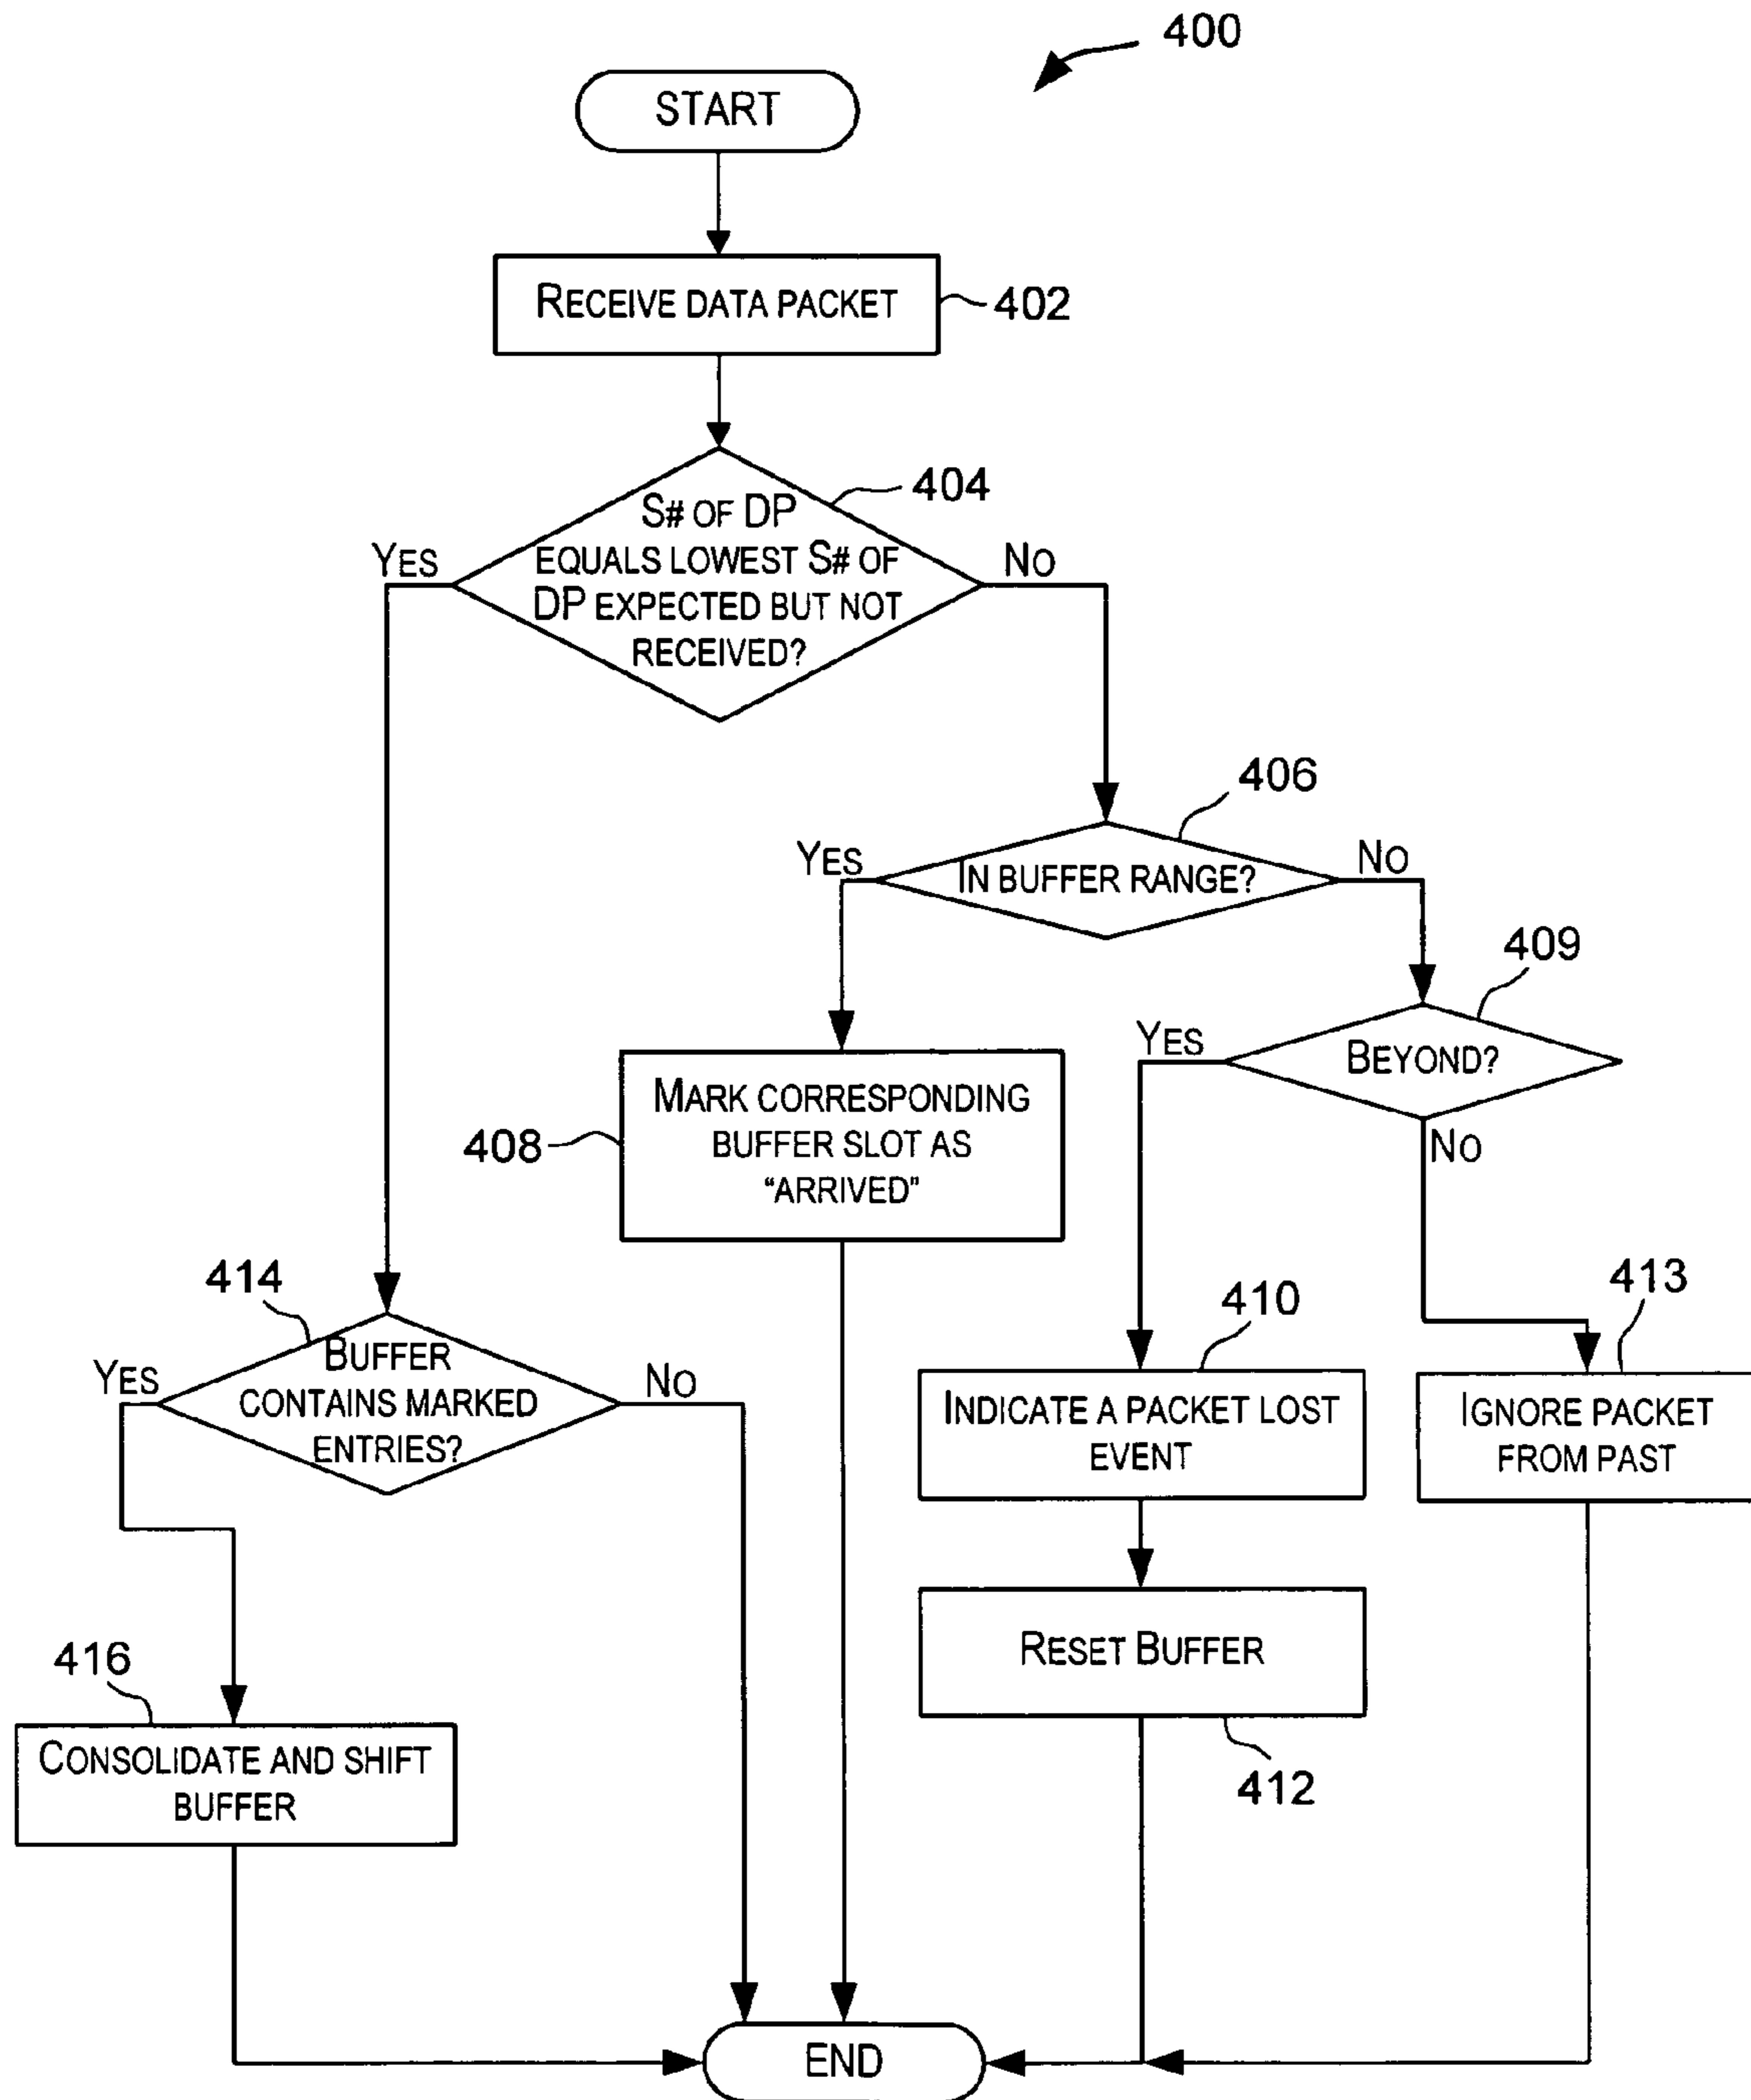 400
START
RECEIVE DATA PACKET
402
404
S# OF DP
EQUALS LOWEST S# OF
DP EXPECTED BUT NOT
RECEIVED?
YES
NO
406
IN BUFFER RANGE?
YES
NO
409
BEYOND?
YES
NO
MARK CORRESPONDING
BUFFER SLOT AS
“ARRIVED”
408
414
BUFFER
CONTAINS MARKED
ENTRIES?
YES
NO
410
INDICATE A PACKET LOST
EVENT
413
IGNORE PACKET
FROM PAST
RESET BUFFER
412
416
CONSOLIDATE AND SHIFT
BUFFER
END